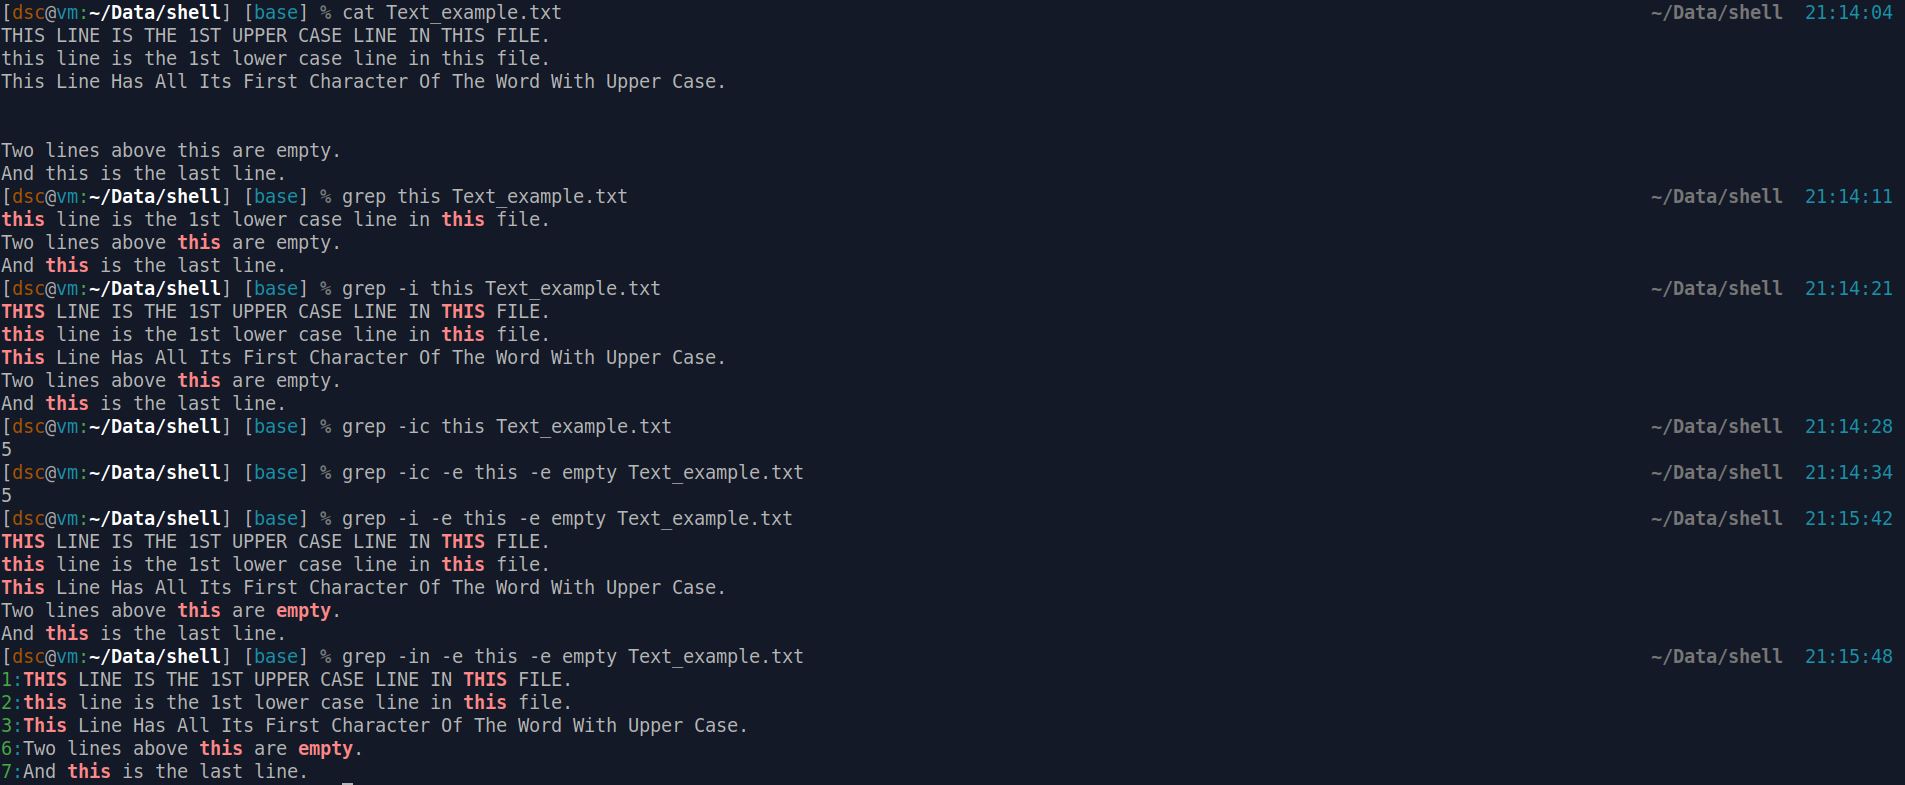 [dsc@vm:~/Data/shell] [base] % cat Text_example.txt ~/Data/shell 21:14:04
THIS LINE IS THE 1ST UPPER CASE LINE IN THIS FILE.
this line is the 1st lower case line in this file.
This Line Has All Its First Character Of The Word With Upper Case.
Two lines above this are empty.
And this is the last line.
[dsc@vm:~/Data/shell] [base] % grep this Text_example.txt ~/Data/shell 21:14:11
this line is the 1st lower case line in this file.
Two lines above this are empty.
And this is the last line.
[dsc@vm:~/Data/shell] [base] % grep -i this Text_example.txt ~/Data/shell 21:14:21
THIS LINE IS THE 1ST UPPER CASE LINE IN THIS FILE.
this line is the 1st lower case line in this file.
This Line Has All Its First Character Of The Word With Upper Case.
Two lines above this are empty.
And this is the last line.
[dsc@vm:~/Data/shell] [base] % grep -ic this Text_example.txt ~/Data/shell 21:14:28
5
[dsc@vm:~/Data/shell] [base] % grep -ic -e this -e empty Text_example.txt ~/Data/shell 21:14:34
5
[dsc@vm:~/Data/shell] [base] % grep -i -e this -e empty Text_example.txt ~/Data/shell 21:15:42
THIS LINE IS THE 1ST UPPER CASE LINE IN THIS FILE.
this line is the 1st lower case line in this file.
This Line Has All Its First Character Of The Word With Upper Case.
Two lines above this are empty.
And this is the last line.
[dsc@vm:~/Data/shell] [base] % grep -in -e this -e empty Text_example.txt ~/Data/shell 21:15:48
1:THIS LINE IS THE 1ST UPPER CASE LINE IN THIS FILE.
2:this line is the 1st lower case line in this file.
3:This Line Has All Its First Character Of The Word With Upper Case.
6:Two lines above this are empty.
7:And this is the last line.